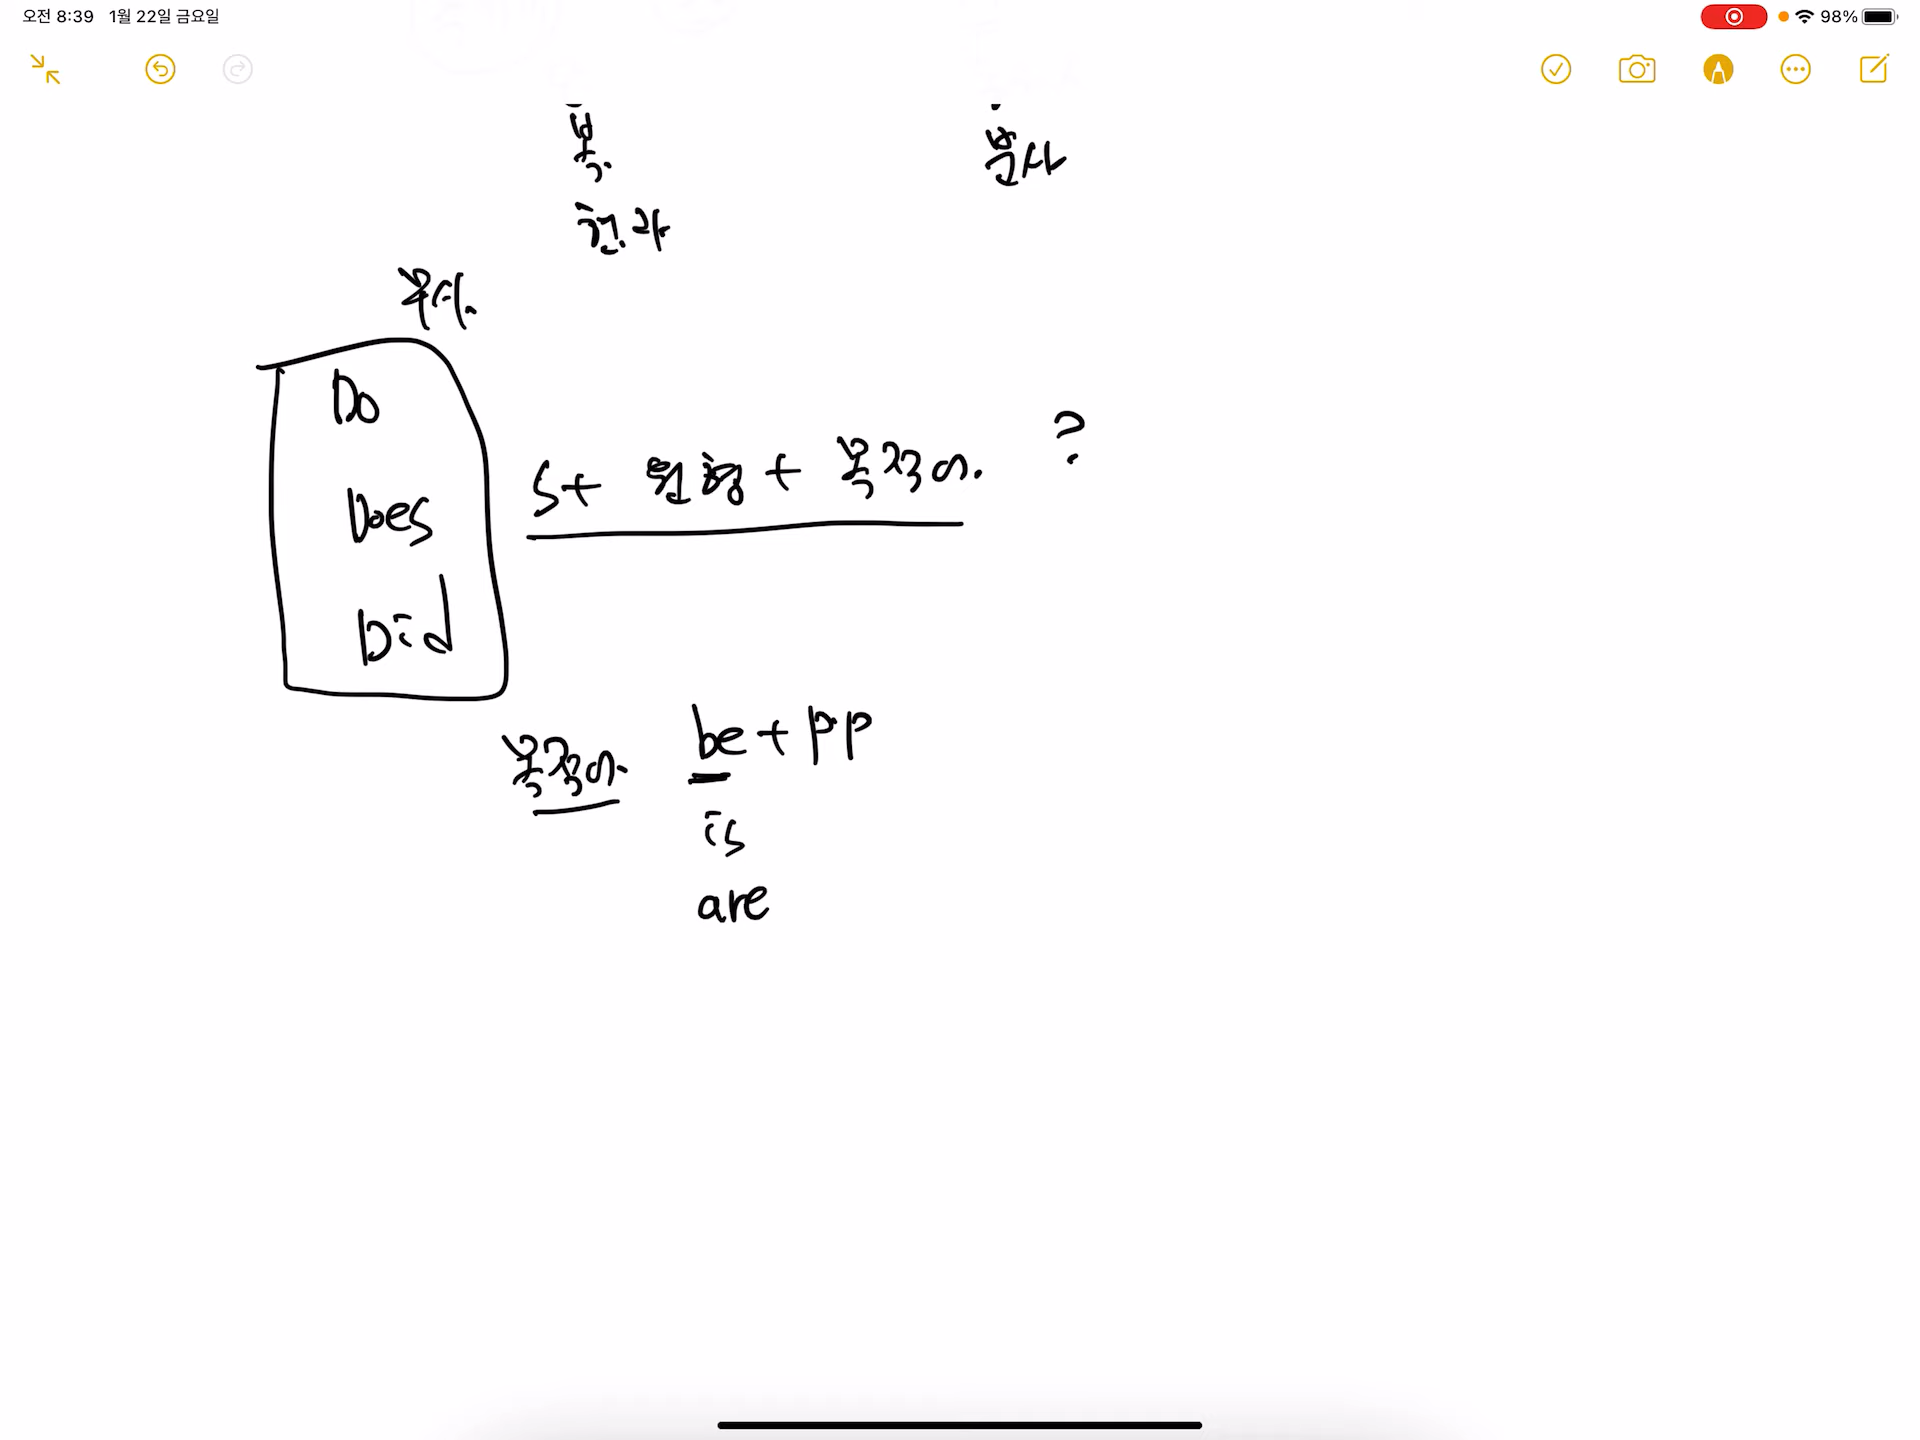 오전 8:39 1월 22일 금요일 98%
복.
분사
현.과
부사.
Do
S+ 원형 + 목적어. ?
Does
Did
목적어. be + PP
is
are